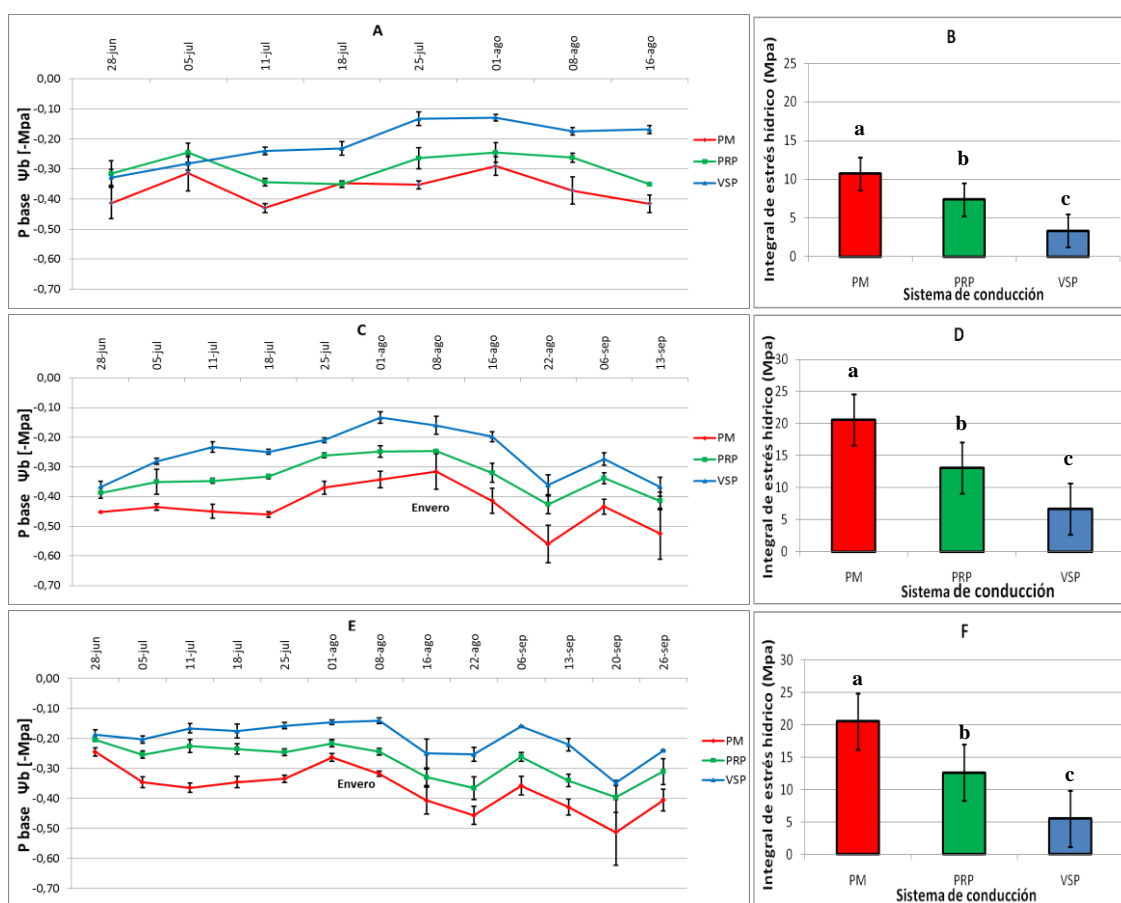 A
28-jun 05-jul 11-jul 18-jul 25-jul 01-ago 08-ago 16-ago
P base Ψb [-Mpa]
0,00
-0,10
-0,20
-0,30
-0,40
-0,50
-0,60
-0,70
PM
PRP
VSP
B
Integral de estrés hídrico (Mpa)
25
20
15
10
5
0
a b c
PM PRP VSP
Sistema de conducción
C
28-jun 05-jul 11-jul 18-jul 25-jul 01-ago 08-ago 16-ago 22-ago 06-sep 13-sep
P base Ψb [-Mpa]
0,00
-0,10
-0,20
-0,30
-0,40
-0,50
-0,60
-0,70
Envero
PM
PRP
VSP
D
Integral de estrés hídrico (Mpa)
30
25
20
15
10
5
0
a b c
PM PRP VSP
Sistema de conducción
E
28-jun 05-jul 11-jul 18-jul 25-jul 01-ago 08-ago 16-ago 22-ago 06-sep 13-sep 20-sep 26-sep
P base Ψb [-Mpa]
0,00
-0,10
-0,20
-0,30
-0,40
-0,50
-0,60
-0,70
Envero
PM
PRP
VSP
F
Integral de estrés hídrico (Mpa)
30
25
20
15
10
5
0
a b c
PM PRP VSP
Sistema de conducción